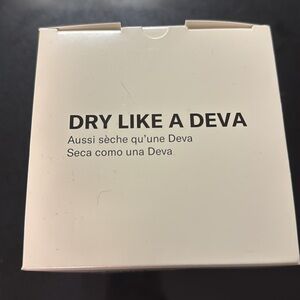 DRY LIKE A DEVA
Aussi sèche qu'une Deva
Seca como una Deva